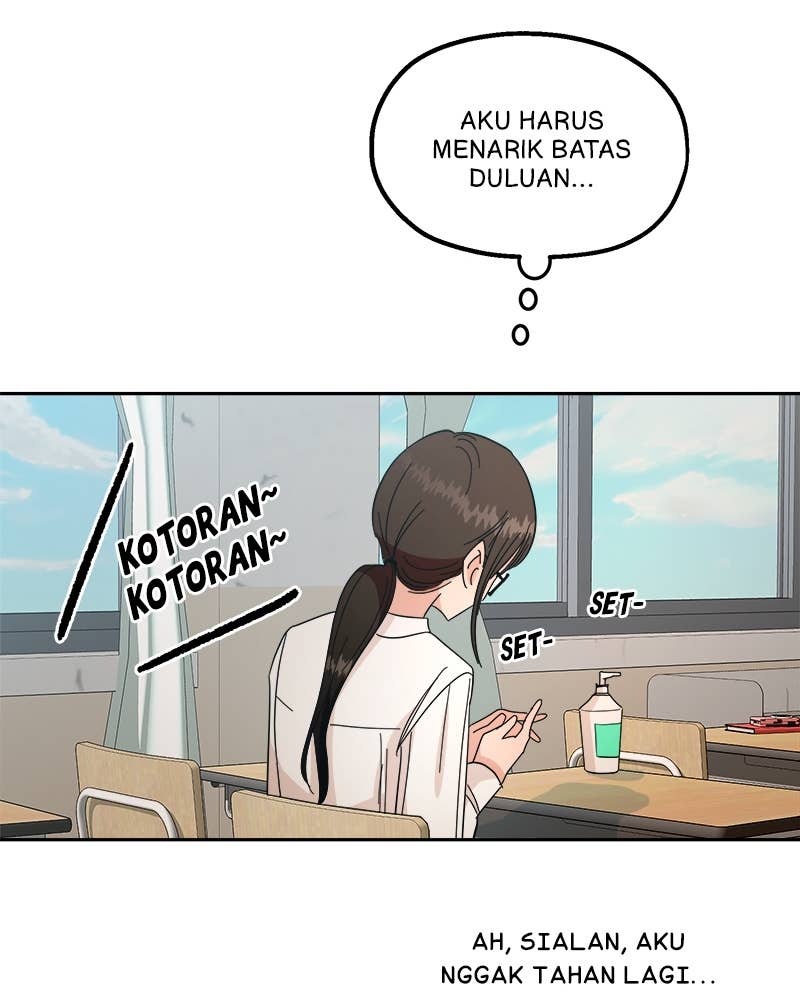 AKU HARUS
MENARIK BATAS
DULUAN...
KOTORAN~
KOTORAN~
SET-
SET-
AH, SIALAN, AKU
NGGAK TAHAN LAGI...